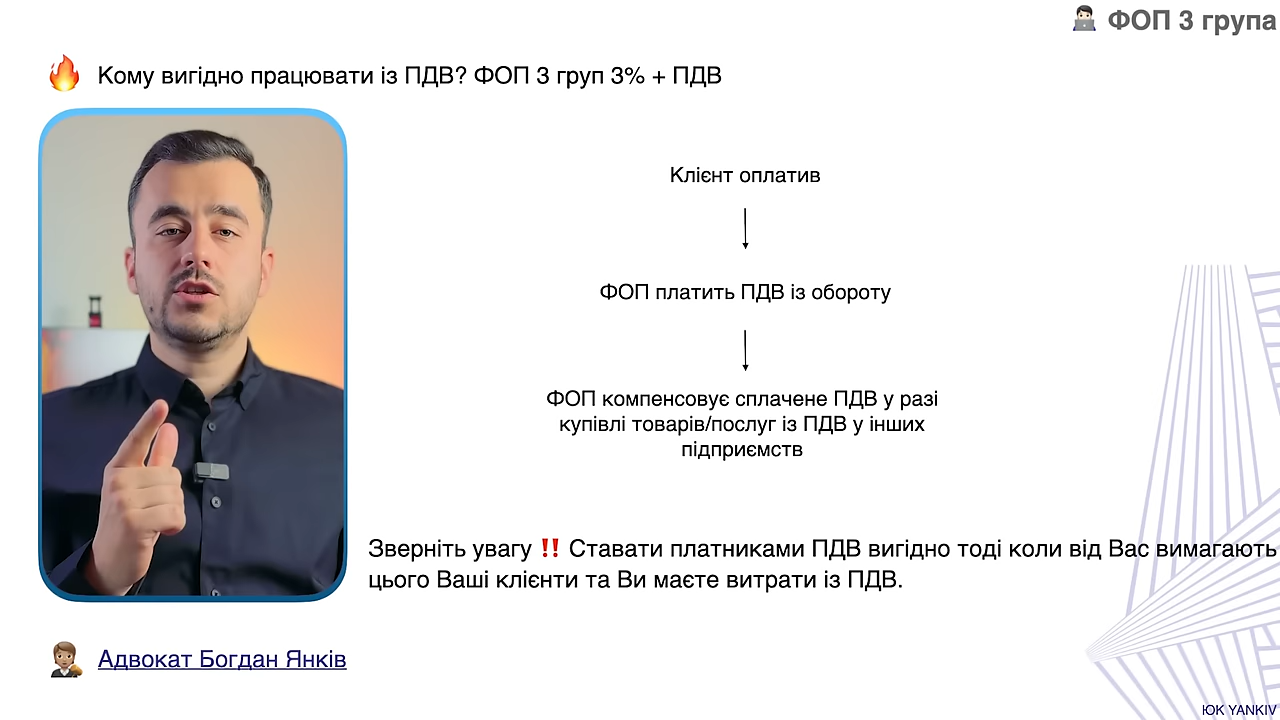 ФОП 3 група
Кому вигідно працювати із ПДВ? ФОП 3 груп 3% + ПДВ
Клієнт оплатив
ФОП платить ПДВ із обороту
ФОП компенсовує сплачене ПДВ у разі
купівлі товарів/послуг із ПДВ у інших
підприємств
Зверніть увагу ‼️ Ставати платниками ПДВ вигідно тоді коли від Вас вимагають
цього Ваші клієнти та Ви маєте витрати із ПДВ.
Адвокат Богдан Янків
ЮК YANKIV